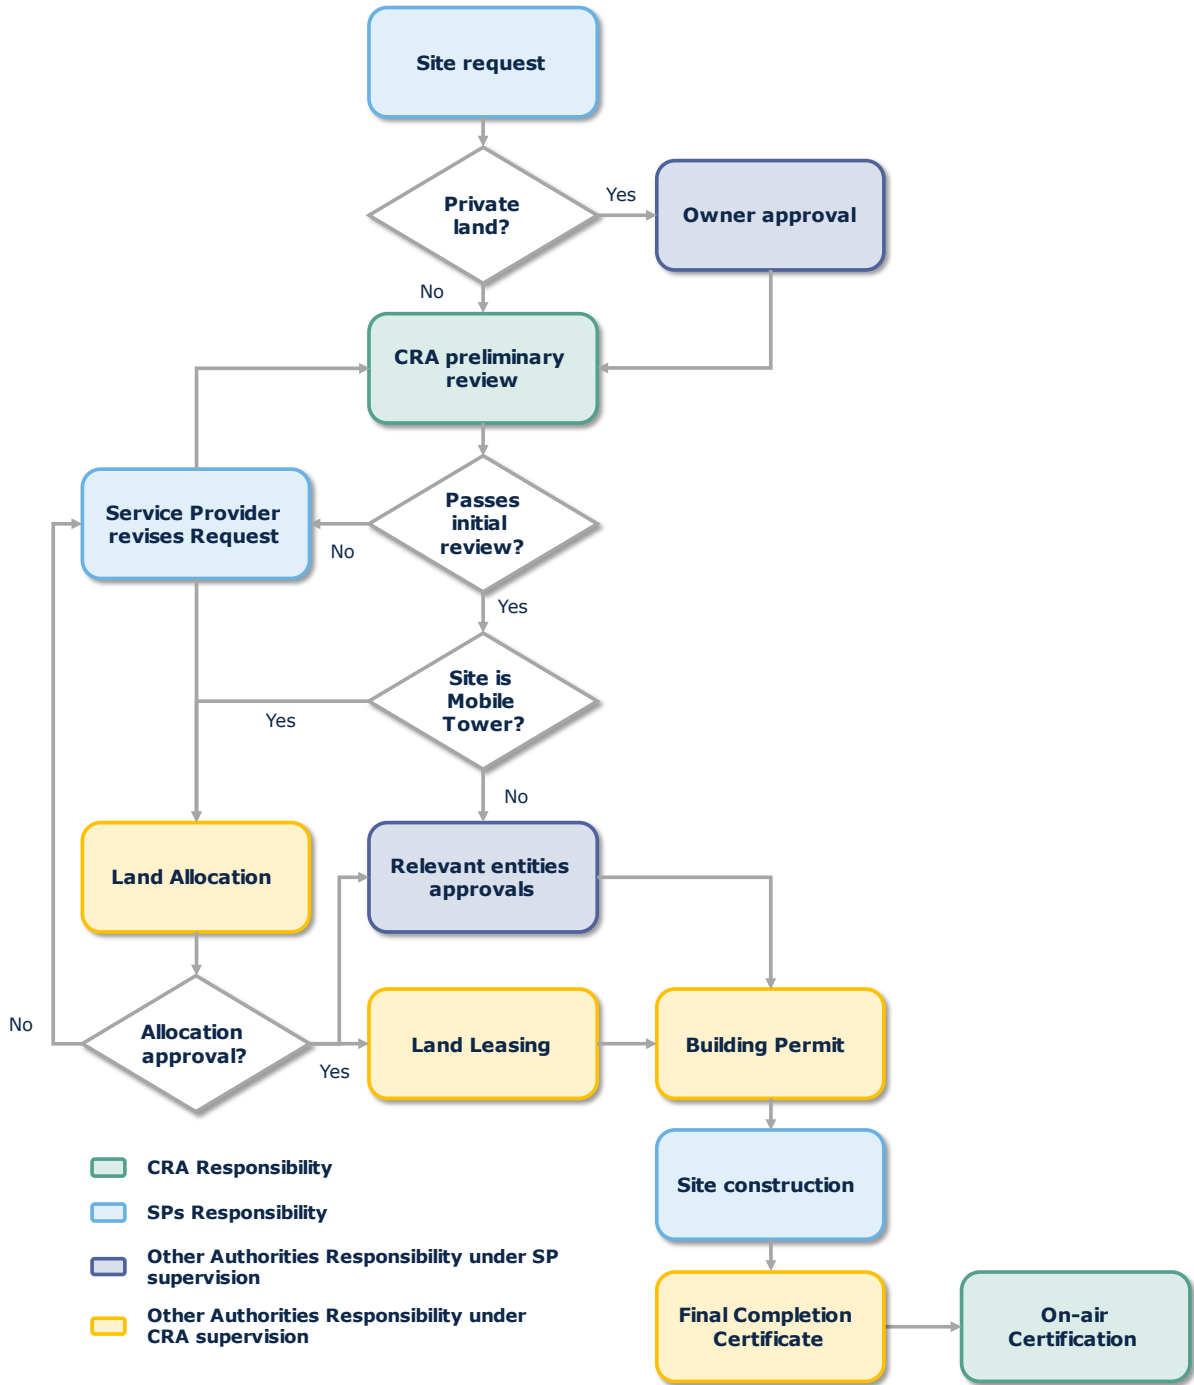 Site request
Private
land?
Yes
Owner approval
No
CRA preliminary
review
Service Provider
revises Request
No
Passes
initial
review?
Yes
Site is
Mobile
Tower?
Yes
No
Land Allocation
Relevant entities
approvals
No
Allocation
approval?
Yes
Land Leasing
Building Permit
CRA Responsibility
SPs Responsibility
Other Authorities Responsibility under SP
supervision
Other Authorities Responsibility under
CRA supervision
Site construction
Final Completion
Certificate
On-air
Certification